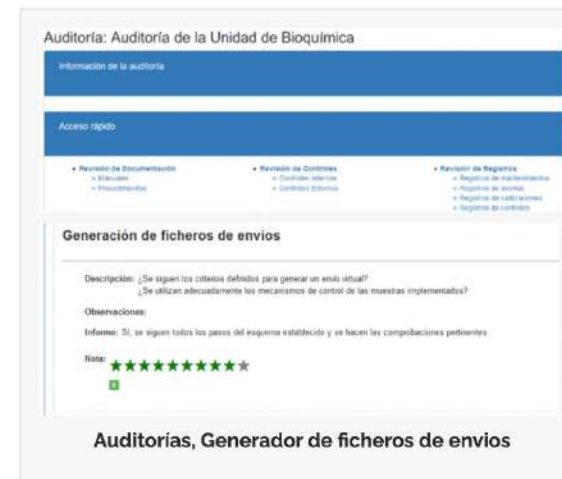 Auditoría: Auditoría de la Unidad de Bioquímica
Información de la auditoría
Acceso rápido
Revisión de Documentación
Manuales
Procedimientos
Revisión de Controles
Controles internos
Controles Externos
Revisión de Registros
Registros de mantenimientos
Registros de averías
Registros de calibraciones
Registros de controles
Generación de ficheros de envios
Descripción: ¿Se siguen los criterios definidos para generar un envío virtual?
¿Se utilizan adecuadamente los mecanismos de control de las muestras implementados?
Observaciones:
Informe: Sí, se siguen todos los pasos del esquema establecido y se hacen las comprobaciones pertinentes
Nota:
Auditorías, Generador de ficheros de envios